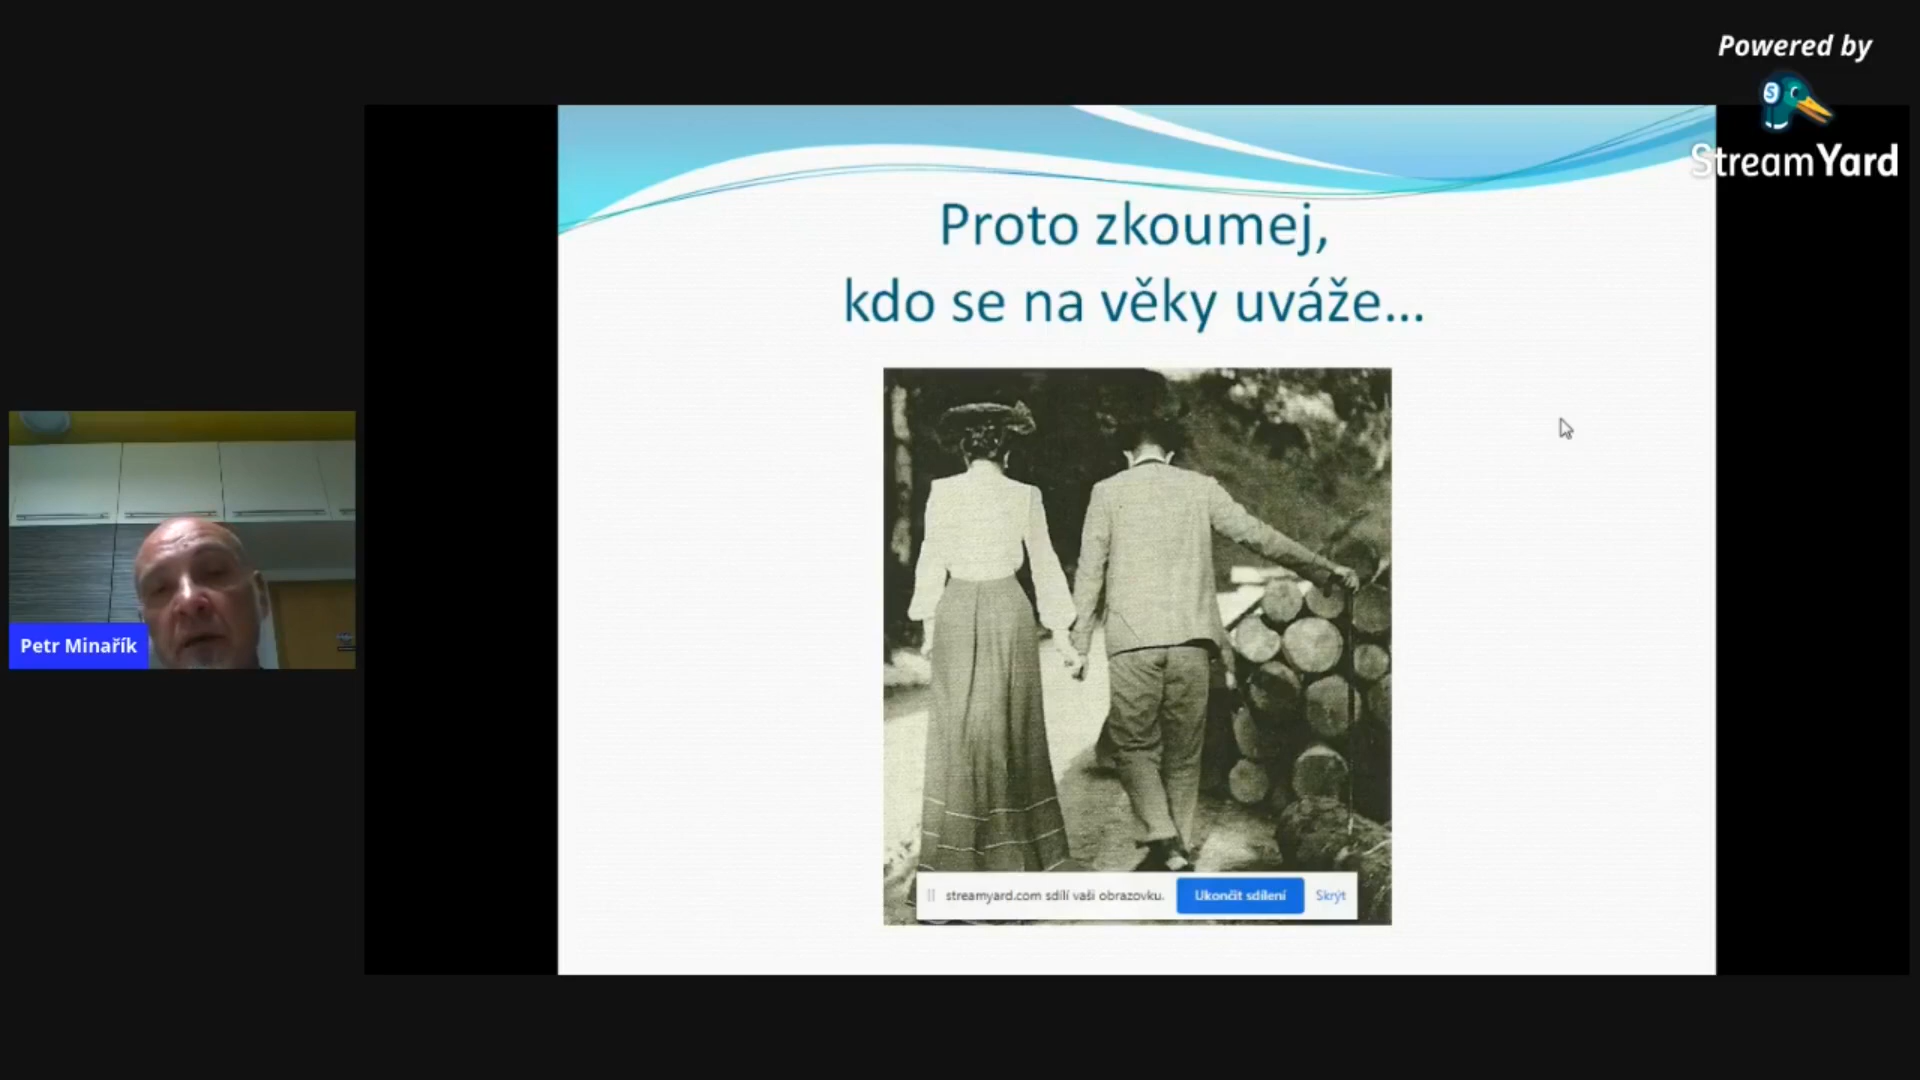 Powered by
StreamYard
Proto zkoumej,
kdo se na věky uváže...
Petr Minařík
streamyard.com sdílí vaši obrazovku.
Ukončit sdílení
Skrýt